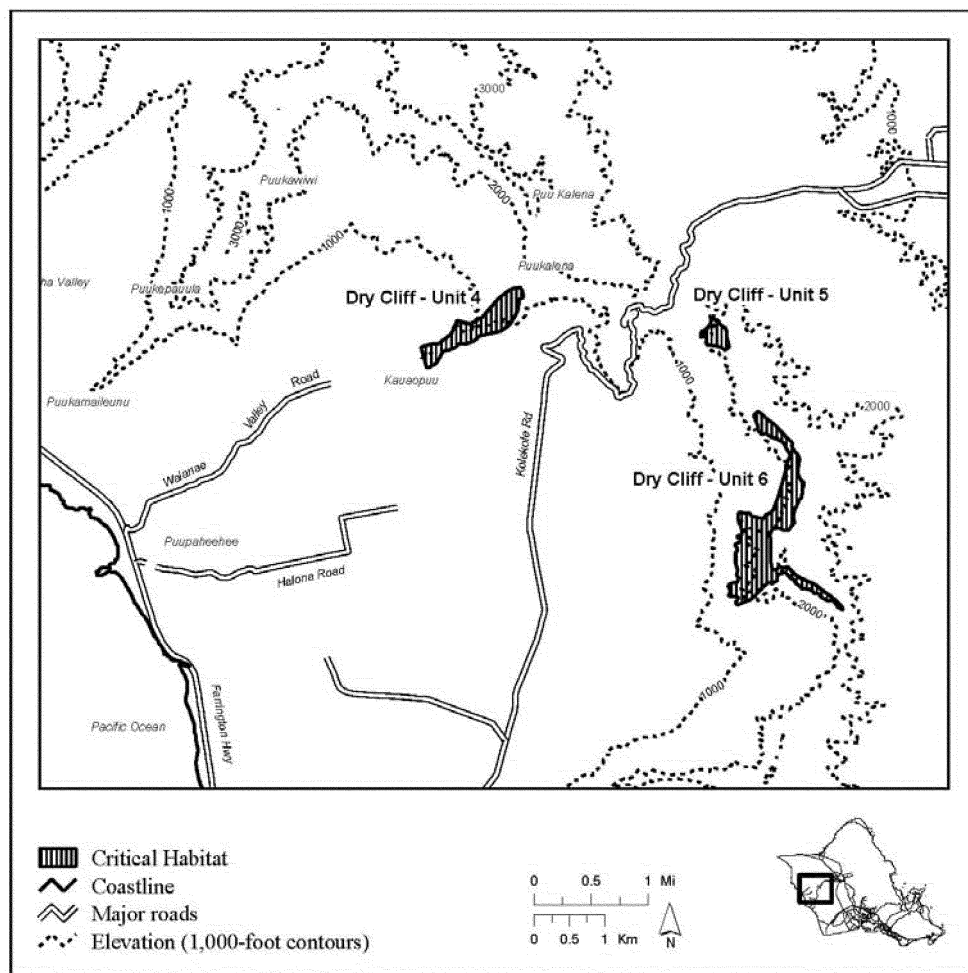 3000
1000
Puukawiwi
2000
Puu Kalena
1000
3000
1000
Puukalena
ha Valley
Puukepauula
Dry Cliff - Unit 4
Dry Cliff - Unit 5
Kauaopuu
1000
Waianae Valley Road
Puukamaileunu
2000
Kolekole Rd
Dry Cliff - Unit 6
Puupaheehee
Halona Road
2000
1000
Farrington Hwy
Pacific Ocean
Critical Habitat
Coastline
Major roads
Elevation (1,000-foot contours)
0 0.5 1 Mi
0 0.5 1 Km
N